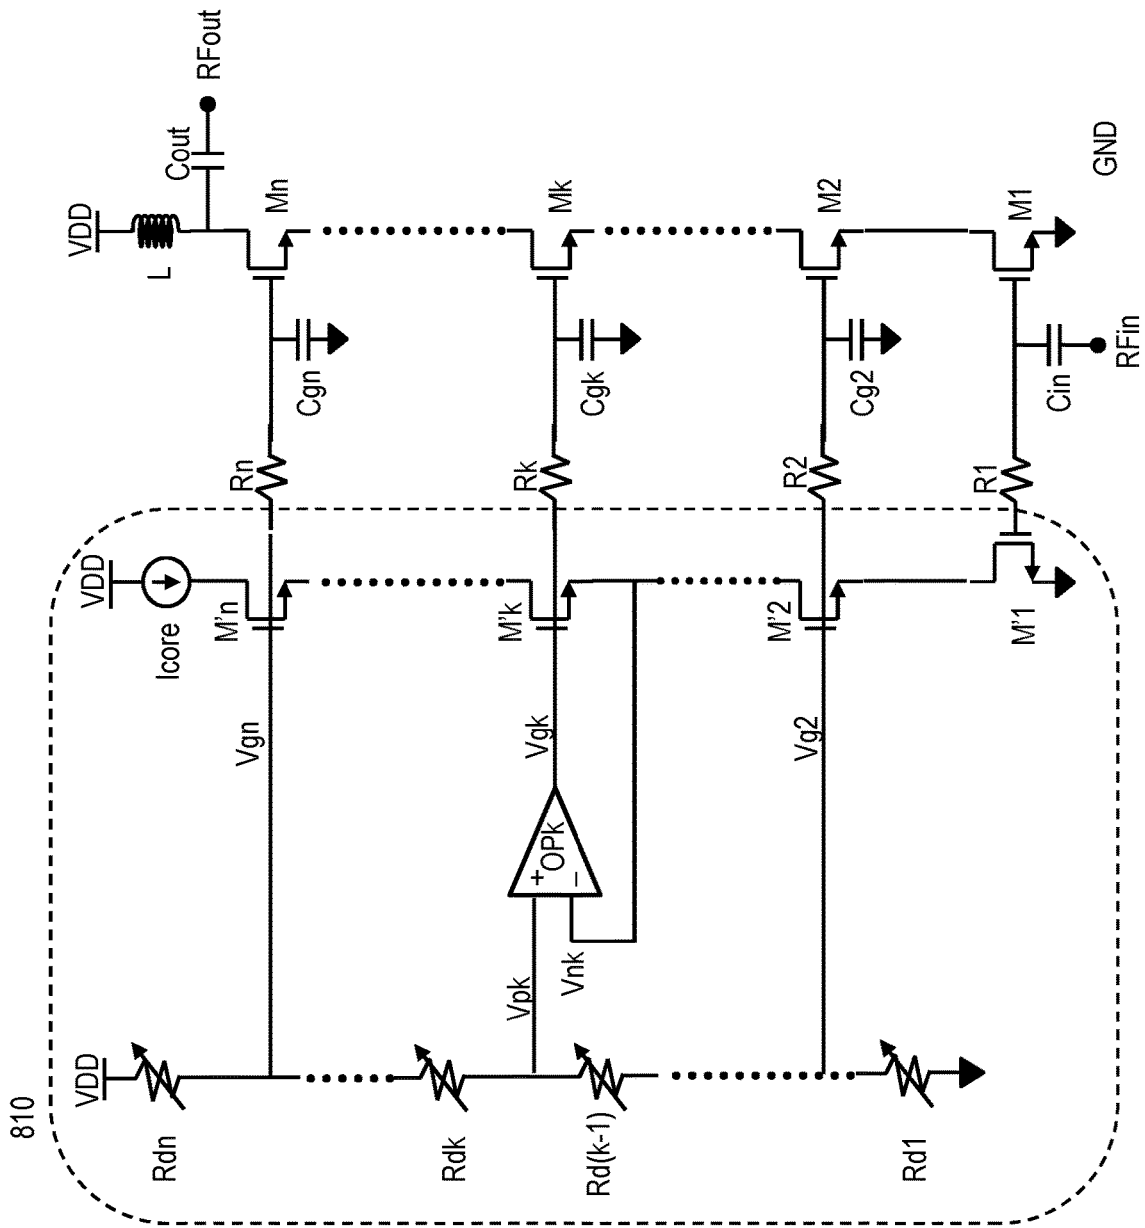 810
VDD
Rdn
Rdk
Rd(k-1)
Rd1
Vpk
Vnk
+
−
OPk
Vgn
Vgk
Vg2
VDD
Icore
M'n
M'k
M'2
M'1
Rn
Rk
R2
R1
Cgn
Cgk
Cg2
Cin
RFin
VDD
L
Cout
RFout
Mn
Mk
M2
M1
GND